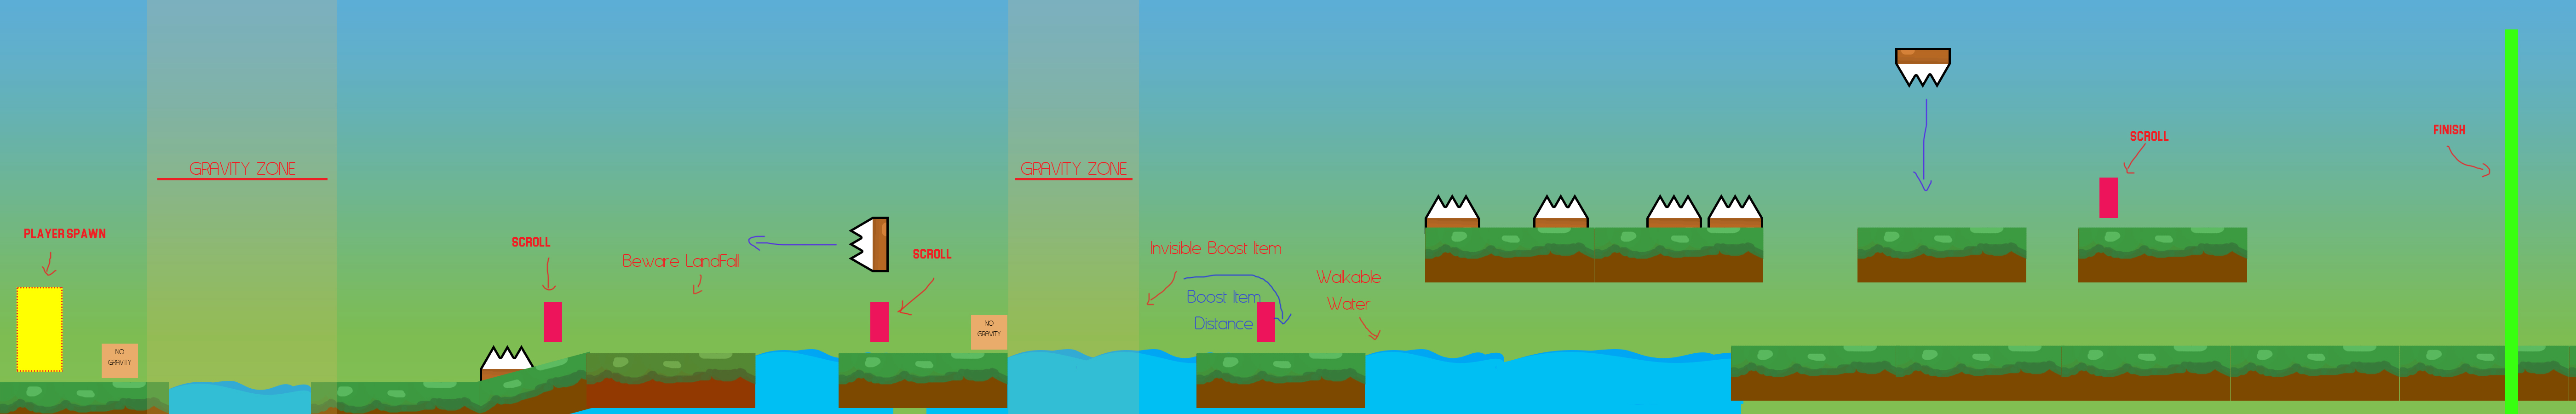 PLAYER SPAWN
NO
GRAVITY
GRAVITY ZONE
SCROLL
Beware LandFall
SCROLL
NO
GRAVITY
GRAVITY ZONE
Invisible Boost Item
Boost Item
Distance
Walkable
Water
SCROLL
FINISH